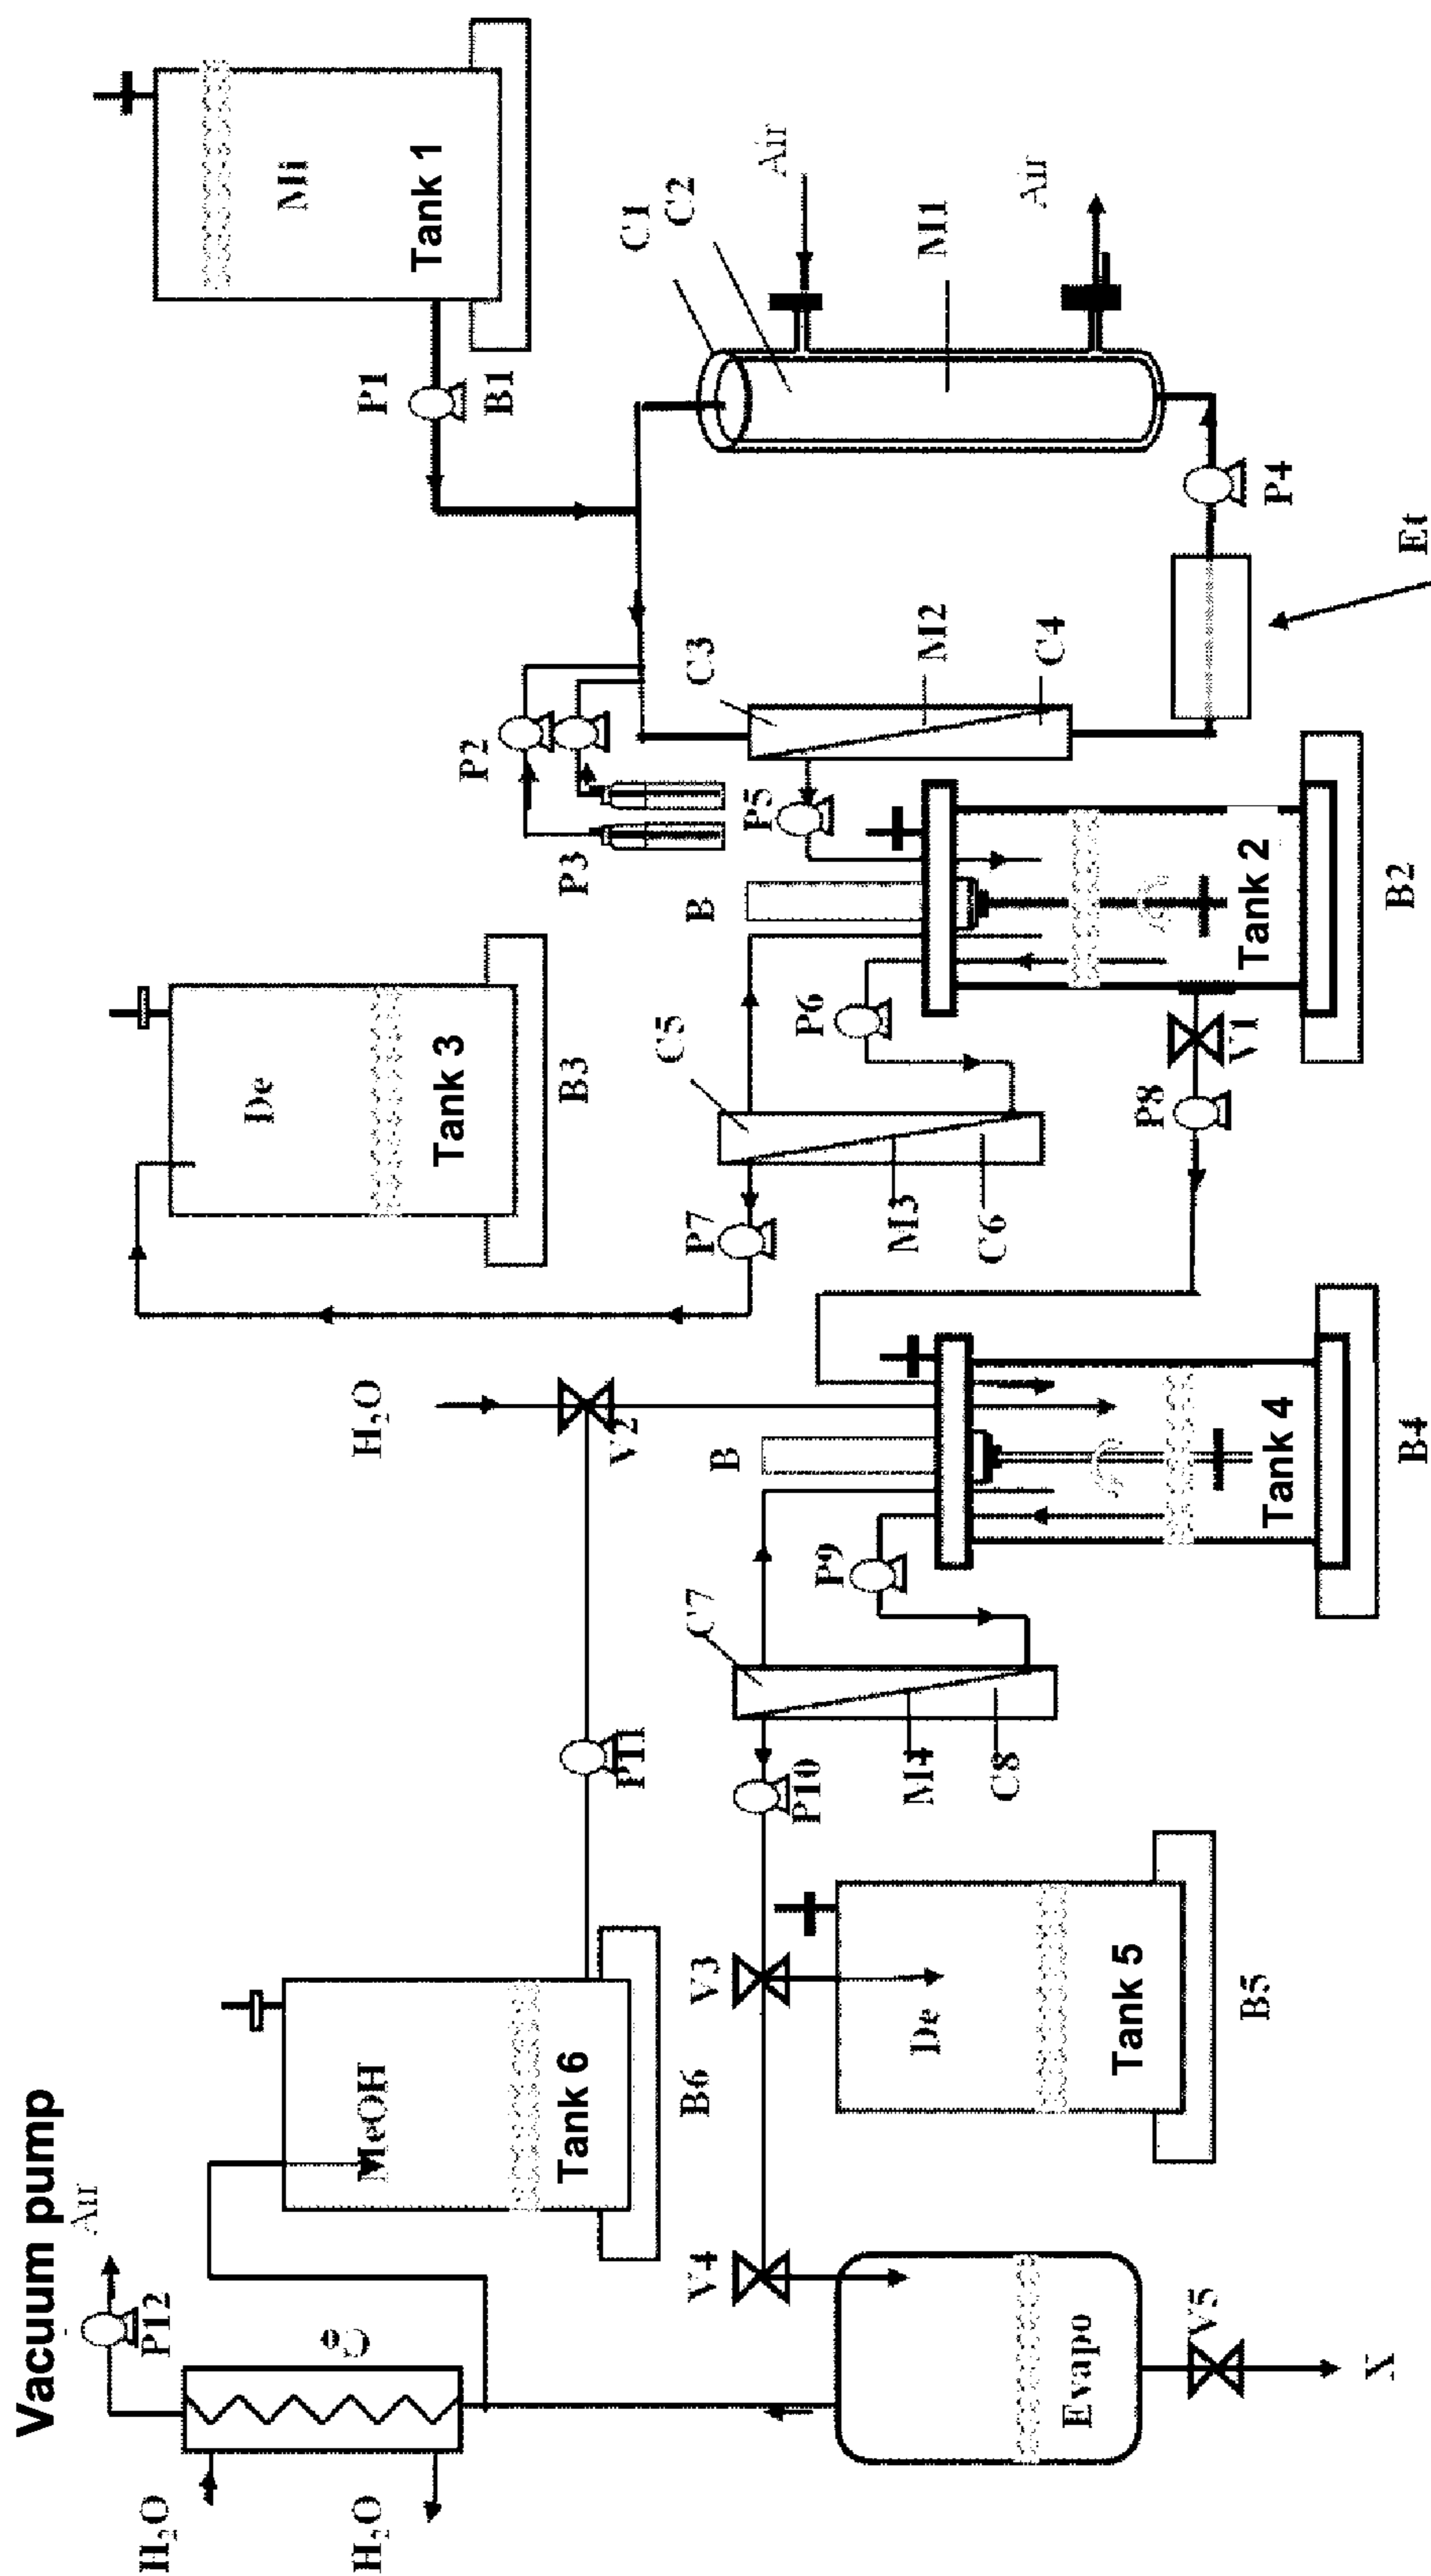 Vacuum pump
H₂O
H₂O
P12
Air
Ce
MeOH
Tank 6
B6
P11
H₂O
V2
De
Tank 3
B3
P2
P3
P1
B1
Mi
Tank 1
Evapo
V5
X
V4
V3
De
Tank 5
B5
P10
M4
C8
C7
P9
B
Tank 4
B4
P7
M3
C6
C5
P6
B
P8
V1
Tank 2
B2
P5
C3
M2
C4
Et
P4
C1
C2
M1
Air
Air